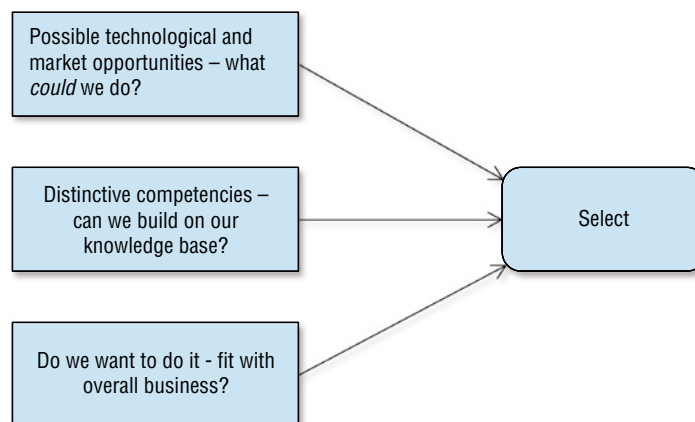 Possible technological and
market opportunities – what
could we do?
Distinctive competencies –
can we build on our
knowledge base?
Select
Do we want to do it - fit with
overall business?